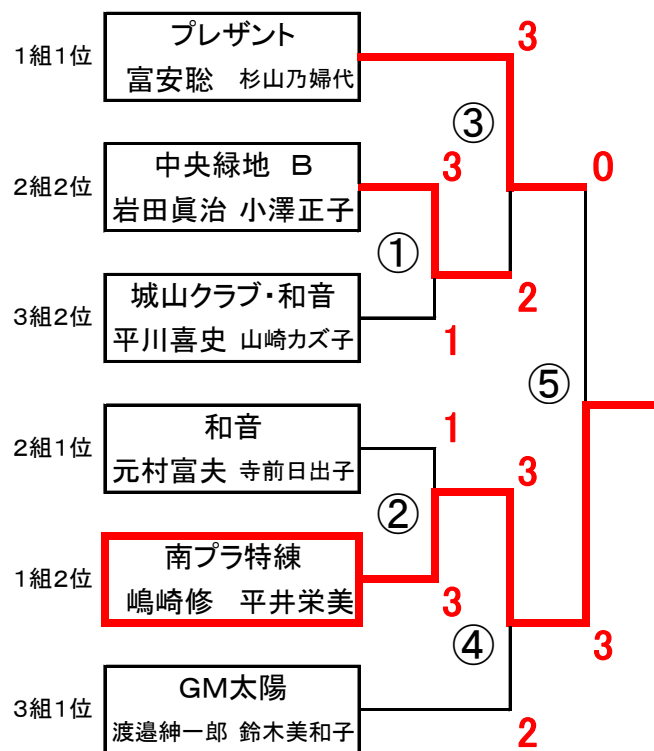 プレザント
1組1位
富安聡 杉山乃婦代
3
③
中央緑地 B
2組2位
岩田眞治 小澤正子
3
0
①
城山クラブ・和音
3組2位
平川喜史 山崎カズ子
2
1
⑤
和音
2組1位
元村富夫 寺前日出子
1
3
②
南プラ特練
1組2位
嶋崎修 平井栄美
3
④
3
GM太陽
3組1位
渡邉紳一郎 鈴木美和子
2